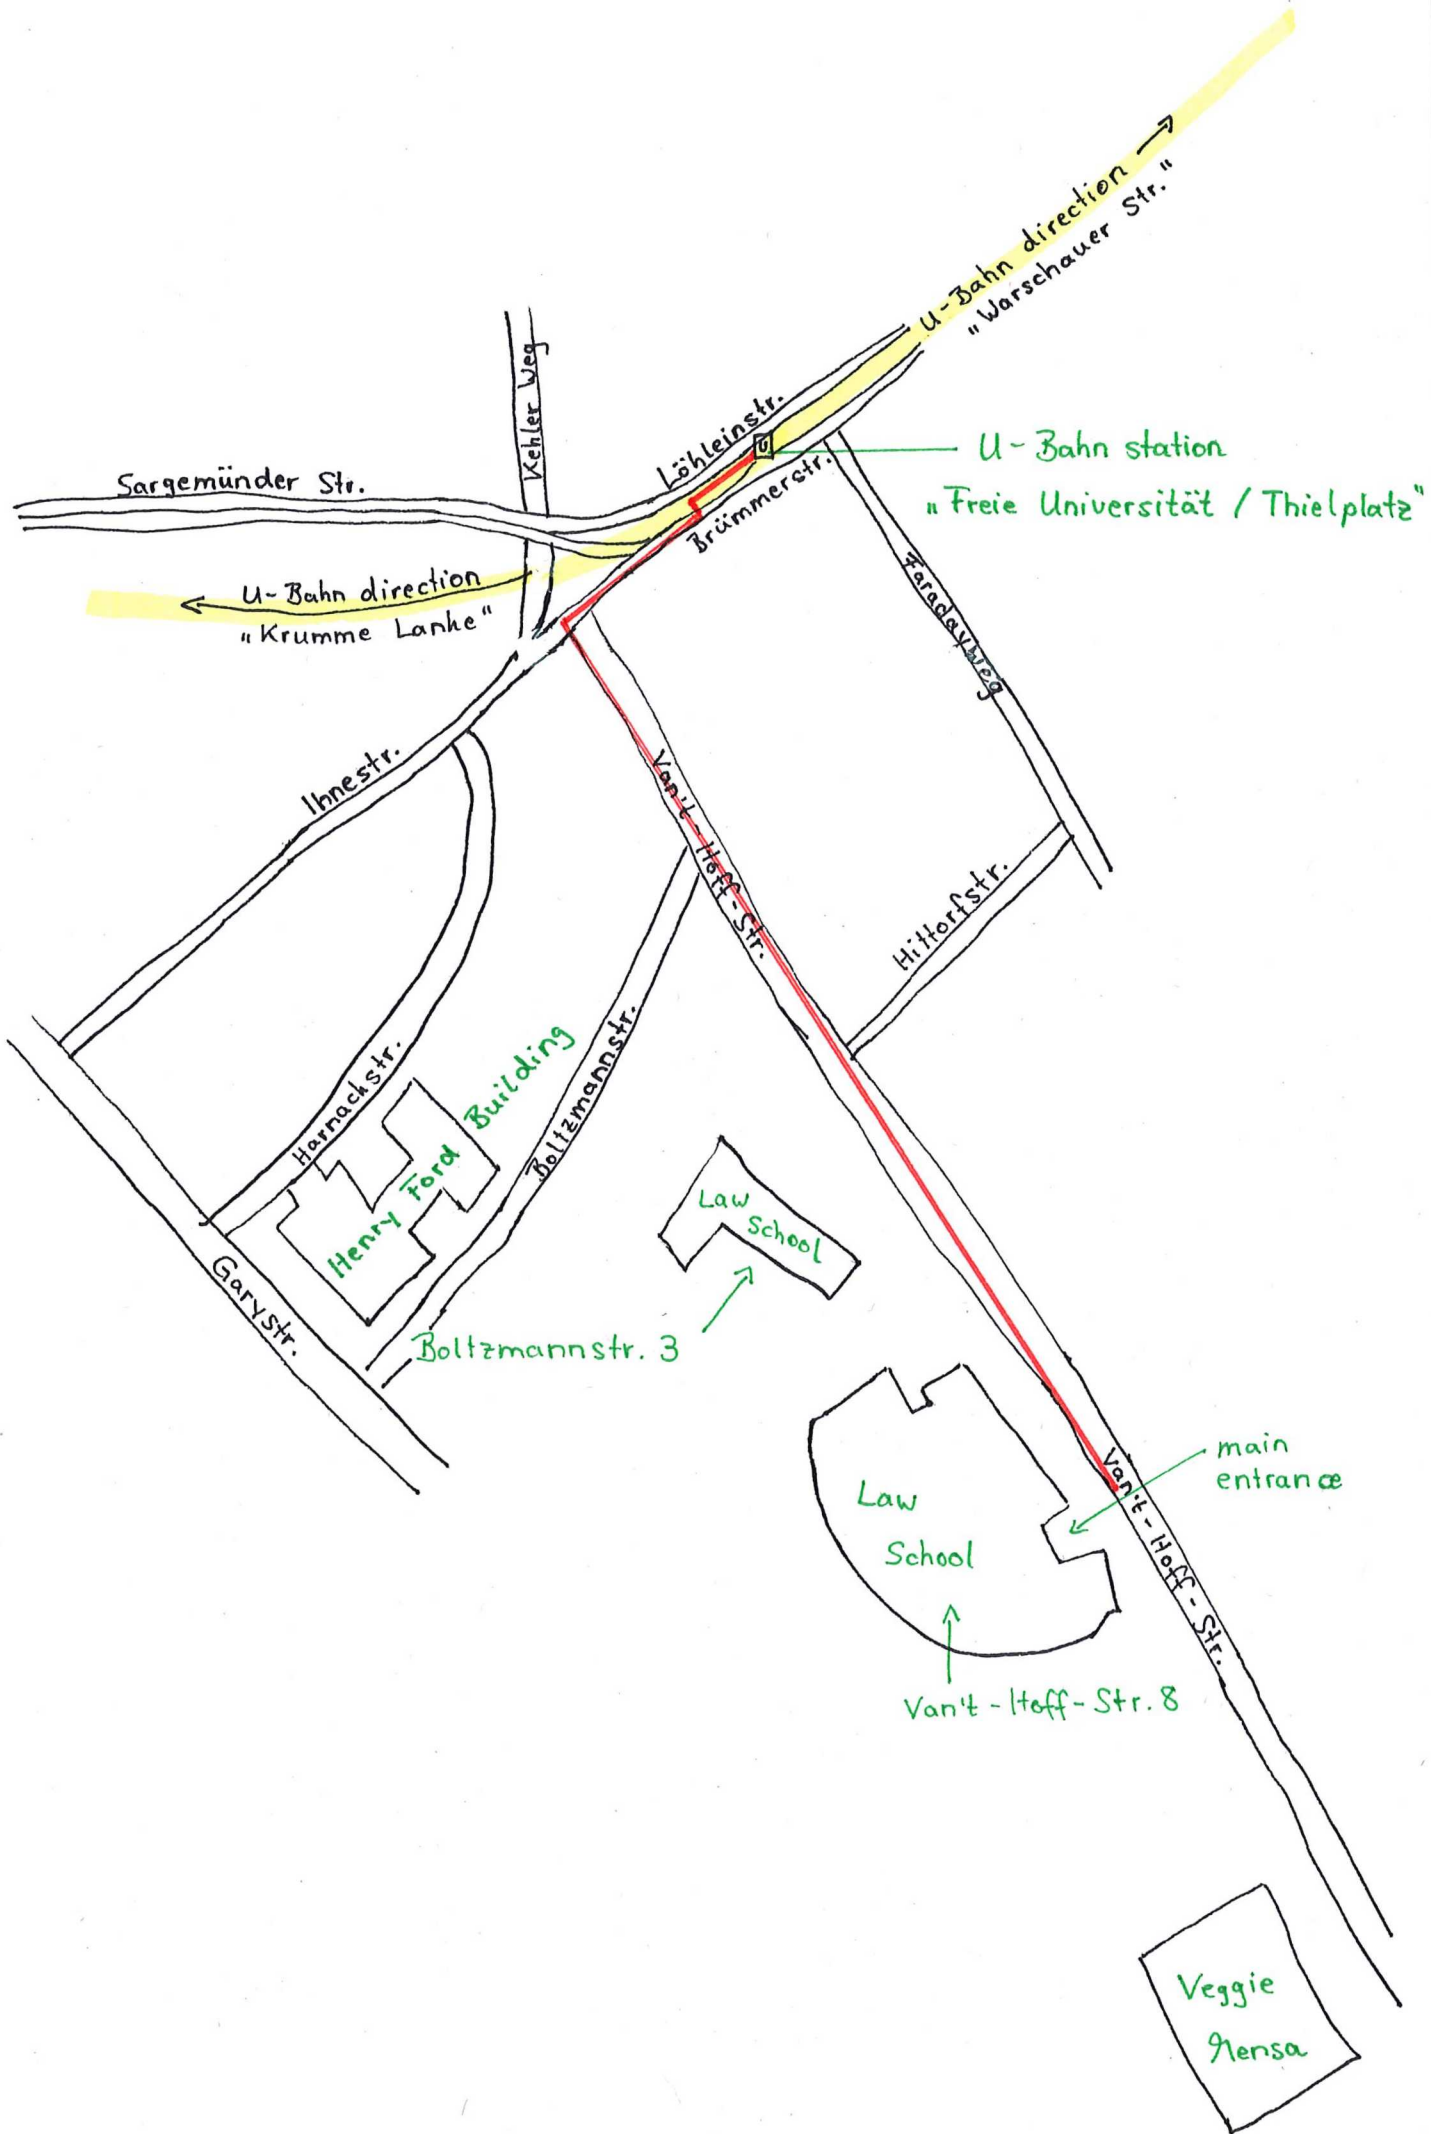 U-Bahn direction
„Warschauer Str."
Kehler Weg
Löhleinstr.
U
U-Bahn station
„Freie Universität / Thielplatz"
Sargemünder Str.
Brümmerstr.
U-Bahn direction
„Krumme Lanke"
Faradayweg
Ihnestr.
Van't-Hoff-Str.
Hittorfstr.
Harnachstr.
Henry Ford Building
Boltzmannstr.
Law
School
Garystr.
Boltzmannstr. 3
main
entrance
Van't-Hoff-Str.
Law
School
Van't-Hoff-Str. 8
Veggie
Mensa